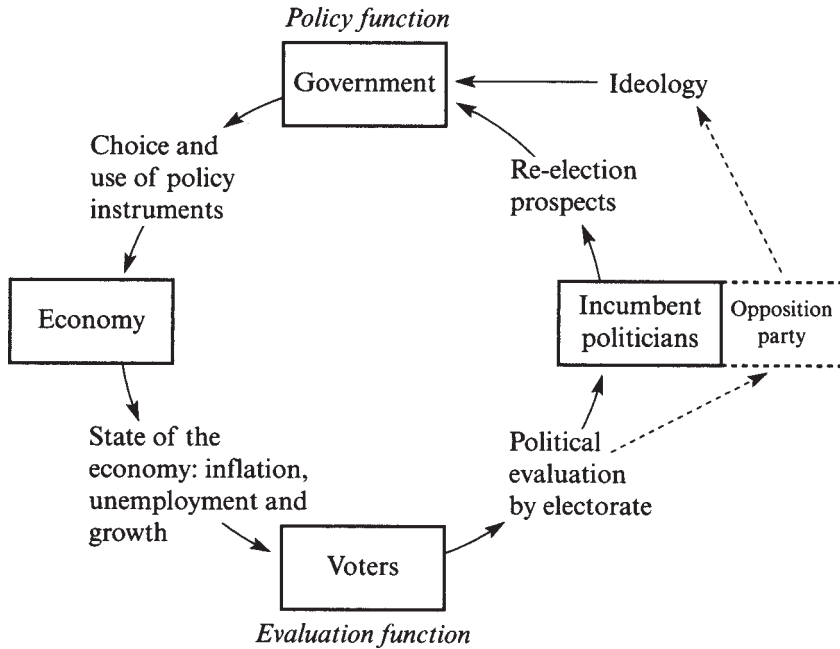 Policy function
Government
Ideology
Choice and
use of policy
instruments
Re-election
prospects
Economy
Incumbent
politicians
Opposition
party
State of the
economy: inflation,
unemployment and
growth
Political
evaluation
by electorate
Voters
Evaluation function